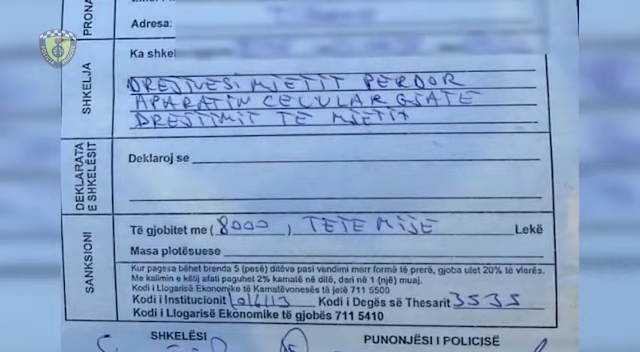 PRONA
Adresa:
SHKELJA
Ka shkel
DREJTUESI MJETIT PERDOR
APARATIN CELULAR GJATE
DREJTIMIT TE MJETIT
DEKLARATA
E SHKELËSIT
Deklaroj se
SANKSIONI
Të gjobitet me ( 8000 ) TETE MIJE Lekë
Masa plotësuese
Kur pagesa bëhet brenda 5 (pesë) ditëve pasi vendimi merr formë të prerë, gjoba ulet 20% të vlerës.
Me kalimin e këtij afati paguhet 2% kamatë në ditë, deri në 1 (një) muaj.
Kodi i Llogarisë Ekonomike të Kamatëvonesës të jetë 711 5500
Kodi i Institucionit Kodi i Degës së Thesarit 3535
Kodi i Llogarisë Ekonomike të gjobës 711 5410
SHKELËSI PUNONJËSI I POLICISË